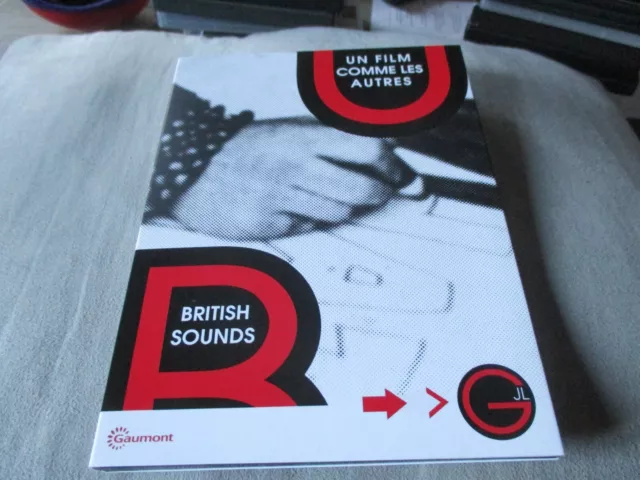 UN FILM
COMME LES
AUTRES
BRITISH
SOUNDS
JL
G
Gaumont